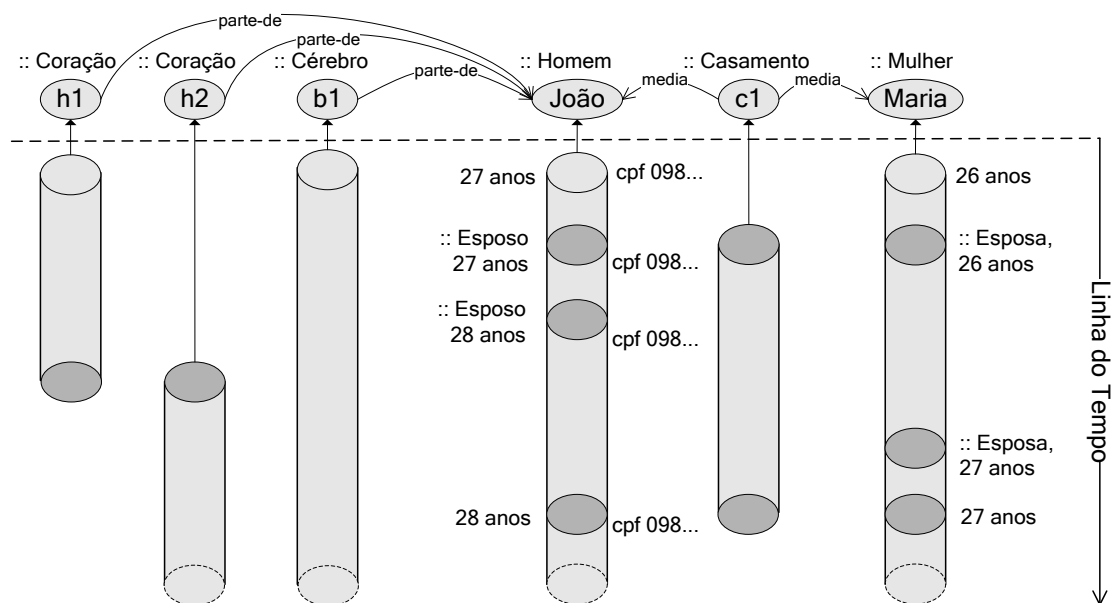 parte-de
parte-de
:: Coração
:: Coração
:: Cérebro
parte-de
:: Homem
media
:: Casamento
media
:: Mulher
h1
h2
b1
João
c1
Maria
27 anos
cpf 098...
26 anos
:: Esposo
27 anos
cpf 098...
:: Esposa,
26 anos
:: Esposo
28 anos
cpf 098...
:: Esposa,
27 anos
28 anos
cpf 098...
27 anos
Linha do Tempo